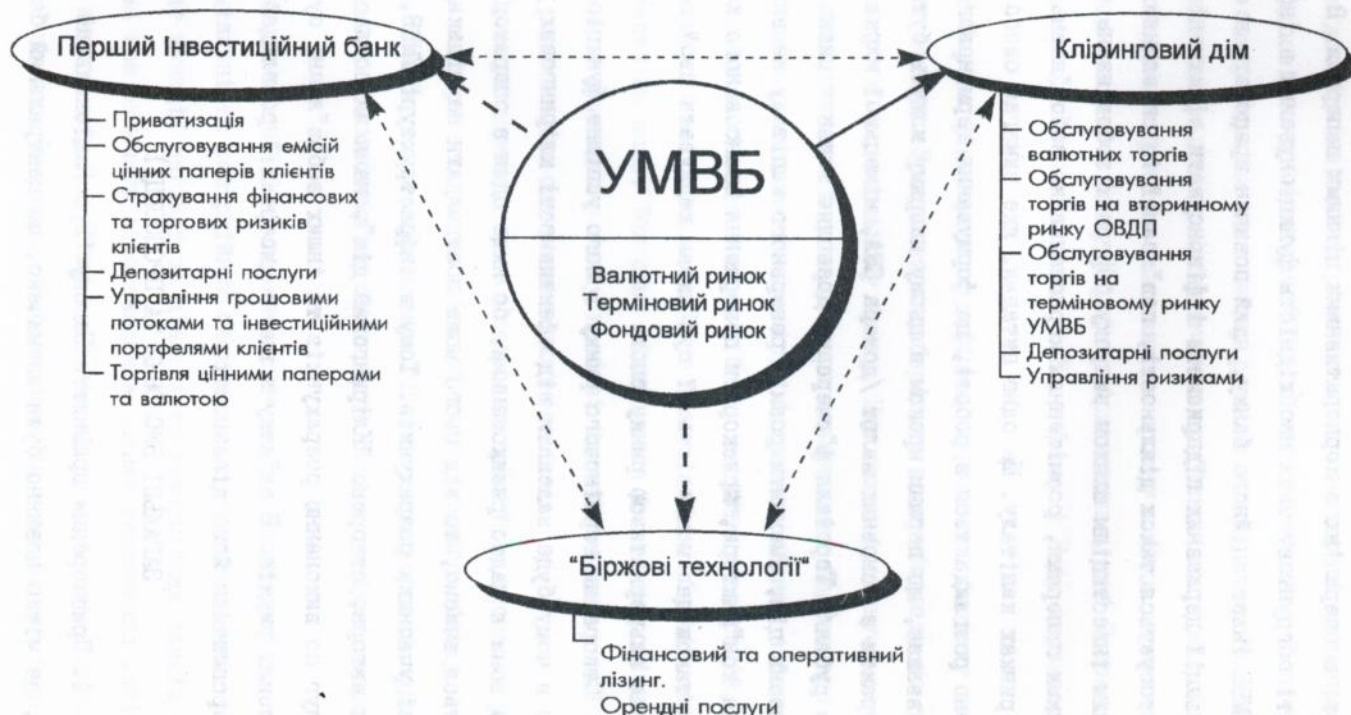 Перший Інвестиційний банк
Приватизація
Обслуговування емісій
цінних паперів клієнтів
Страхування фінансових
та торгових ризиків
клієнтів
Депозитарні послуги
Управління грошовими
потоками та інвестиційними
портфелями клієнтів
Торгівля цінними паперами
та валютою
УМВБ
Валютний ринок
Терміновий ринок
Фондовий ринок
Кліринговий дім
Обслуговування
валютних торгів
Обслуговування
торгів на вторинному
ринку ОВДП
Обслуговування
торгів на
терміновому ринку
УМВБ
Депозитарні послуги
Управління ризиками
"Біржові технології"
Фінансовий та оперативний
лізинг.
Орендні послуги